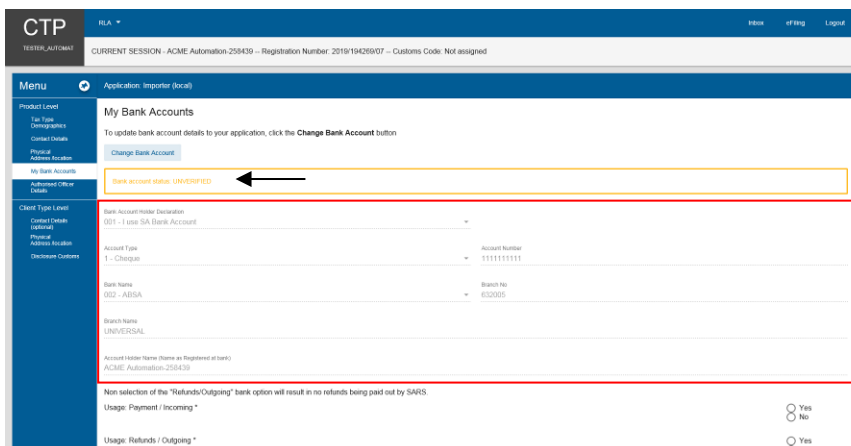 CTP
TESTER_AUTOMAT
RLA
Inbox
eFiling
Logout
CURRENT SESSION - ACME Automation-258439 -- Registration Number: 2019/194269/07 -- Customs Code: Not assigned
Menu
Product Level
Tax Type
Demographics
Contact Details
Physical
Address Aocation
My Bank Accounts
Authorised Officer
Details
Client Type Level
Contact Details
(optional)
Physical
Address Aocation
Disclosure Customs
Application: Importer (local)
My Bank Accounts
To update bank account details to your application, click the Change Bank Account button
Change Bank Account
Bank account status: UNVERIFIED
Bank Account Holder Declaration
001 - I use SA Bank Account
Account Type
1 - Cheque
Account Number
1111111111
Bank Name
002 - ABSA
Branch No
632005
Branch Name
UNIVERSAL
Account Holder Name (Name as Registered at bank)
ACME Automation-258439
Non selection of the "Refunds/Outgoing" bank option will result in no refunds being paid out by SARS.
Usage: Payment / Incoming *
Yes
No
Usage: Refunds / Outgoing *
Yes